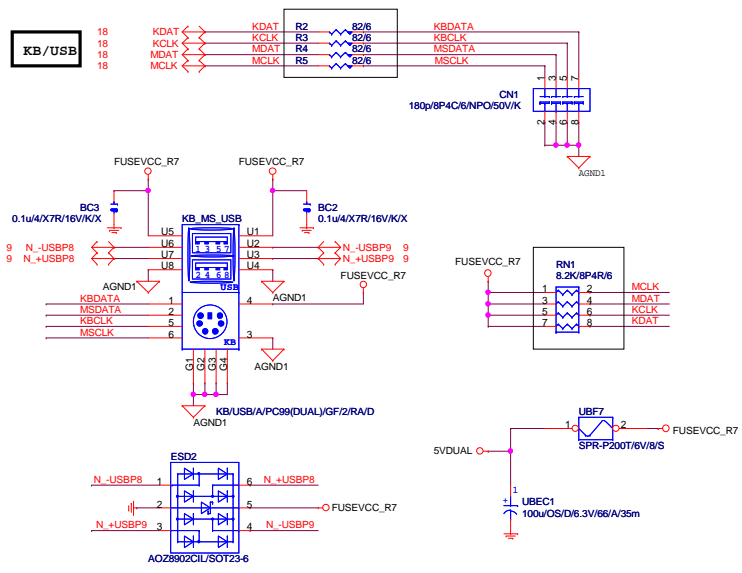 KB/USB
18 KDAT R2 82/6 KBDATA
18 KCLK R3 82/6 KBCLK
18 MDAT R4 82/6 MSDATA
18 MCLK R5 82/6 MSCLK
1 3 5 7
CN1
180p/8P4C/6/NPO/50V/K
2 4 6 8
AGND1
FUSEVCC_R7 FUSEVCC_R7
BC3 KB_MS_USB BC2
0.1u/4/X7R/16V/K/X 0.1u/4/X7R/16V/K/X
U5 U1
9 N_-USBP8 U6 1 3 5 7 U2 N_-USBP9 9
9 N_+USBP8 U7 U3 N_+USBP9 9
U8 2 4 6 8 U4
AGND1 USB AGND1 FUSEVCC_R7
KBDATA 1 4
MSDATA 2
KBCLK 5
MSCLK 6 KB 3
AGND1
G1 G2 G3 G4
AGND1
KB/USB/A/PC99(DUAL)/GF/2/RA/D
FUSEVCC_R7
RN1
8.2K/8P4R/6
1 2 MCLK
3 4 MDAT
5 6 KCLK
7 8 KDAT
UBF7
1 2 FUSEVCC_R7
SPR-P200T/6V/8/S
5VDUAL
1
+ UBEC1
100u/OS/D/6.3V/66/A/35m
ESD2
N_-USBP8 1 6 N_+USBP8
2 5 FUSEVCC_R7
N_+USBP9 3 4 N_-USBP9
AOZ8902CIL/SOT23-6